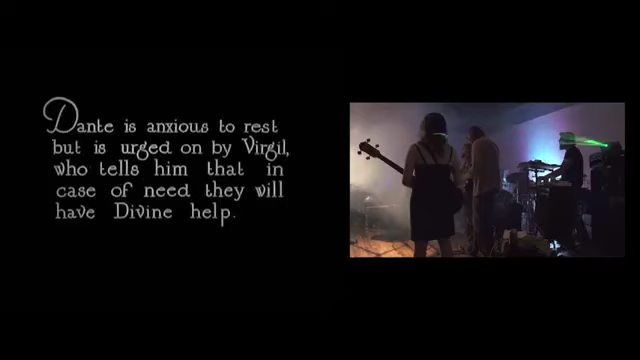 Dante is anxious to rest
but is urged on by Virgil,
who tells him that in
case of need they will
have Divine help.